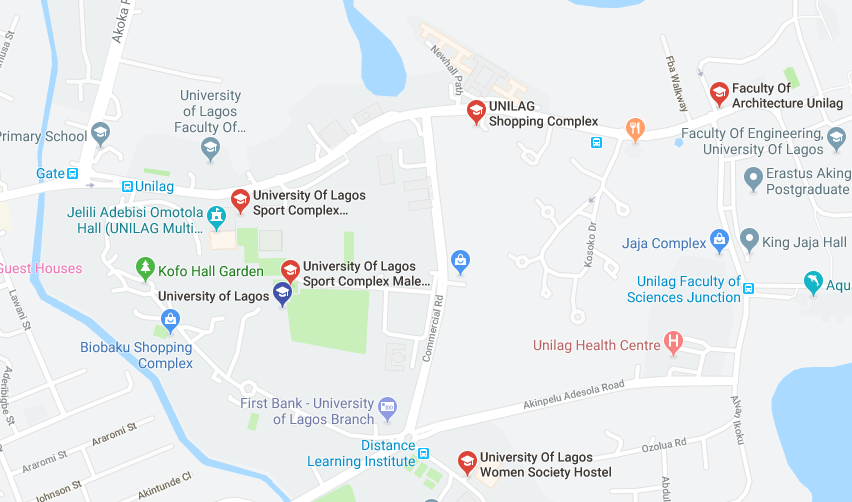 Akoka R
Newhall Path
Fba Walkway
Faculty Of
Architecture Unilag
UNILAG
Shopping Complex
University
of Lagos
Faculty Of...
Primary School
Faculty Of Engineering,
University Of Lagos
Gate
Unilag
University Of Lagos
Sport Complex...
Erastus Aking
Postgraduate
Jelili Adebisi Omotola
Hall (UNILAG Multi...
Kosoko Dr
Jaja Complex
King Jaja Hall
Guest Houses
Kofo Hall Garden
University Of Lagos
Sport Complex Male...
University of Lagos
Unilag Faculty of
Sciences Junction
Aqua
Lawani St
Commercial Rd
Biobaku Shopping
Complex
Unilag Health Centre
Aderibigbe St
Akinpelu Adesola Road
First Bank - University
of Lagos Branch
Alvan Ikoku
Araromi St
Araromi St
Distance
Learning Institute
Ozolua Rd
University Of Lagos
Women Society Hostel
Akintunde Cl
Johnson St
Abdul